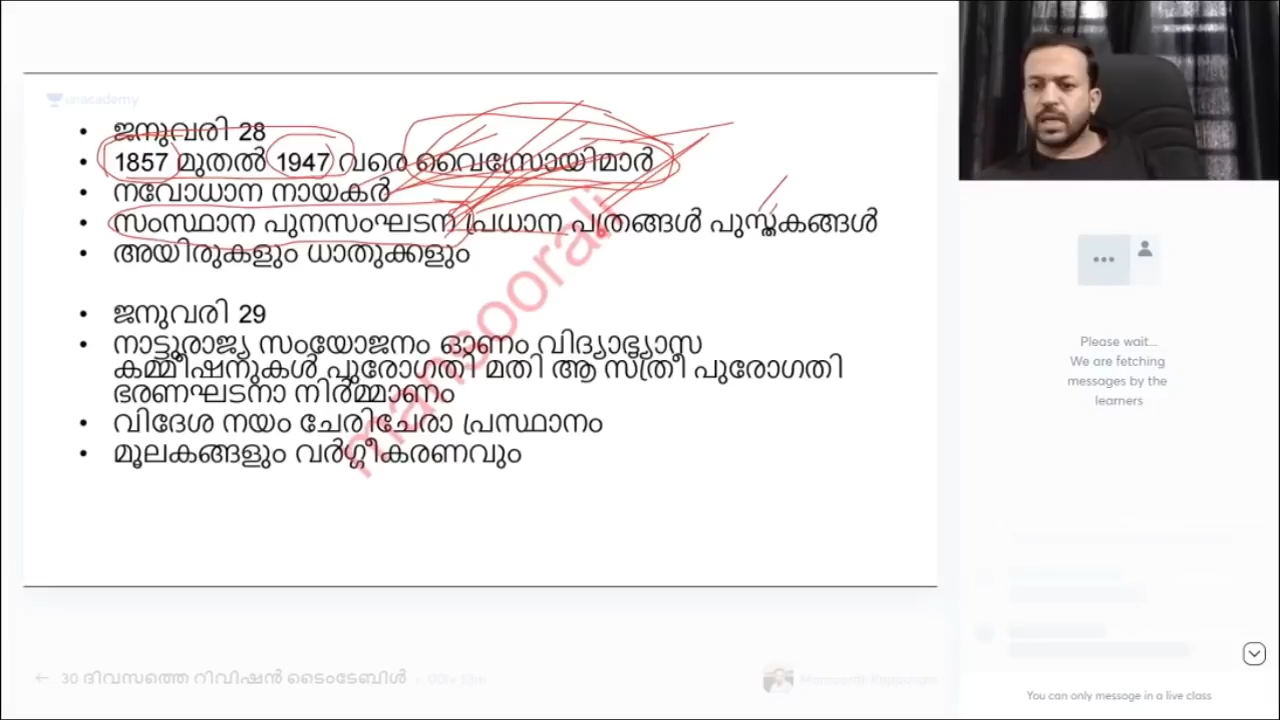 unacademy
• ജനുവരി 28
• 1857 മുതൽ 1947 വരെ വൈസ്രോയിമാർ
• നവോധാന നായകർ
• സംസ്ഥാന പുനസംഘടന പ്രധാന പത്രങ്ങൾ പുസ്തകങ്ങൾ
• അയിരുകളും ധാതുക്കളും
• ജനുവരി 29
• നാട്ടുരാജ്യ സംയോജനം ഓണം വിദ്യാഭ്യാസ
കമ്മീഷനുകൾ പുരോഗതി മതി ആ സ്ത്രീ പുരോഗതി
ഭരണഘടനാ നിർമ്മാണം
• വിദേശ നയം ചേരി ചേരാ പ്രസ്ഥാനം
• മൂലകങ്ങളും വർഗ്ഗീകരണവും
mansoorali
Please wait...
We are fetching
messages by the
learners
← 30 ദിവസത്തെ റിവിഷൻ ടൈംടേബിൾ
You can only message in a live class